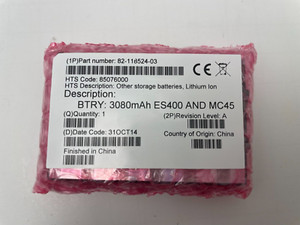 (1P)Part number: 82-118524-03
HTS Code: 85076000
HTS Description: Other storage batteries, Lithium Ion
Description:
BTRY: 3080mAh ES400 AND MC45
(Q)Quantity: 1
(2P)Revision Level: A
(D)Date Code: 31OCT14
Country of Origin: China
Finished in China